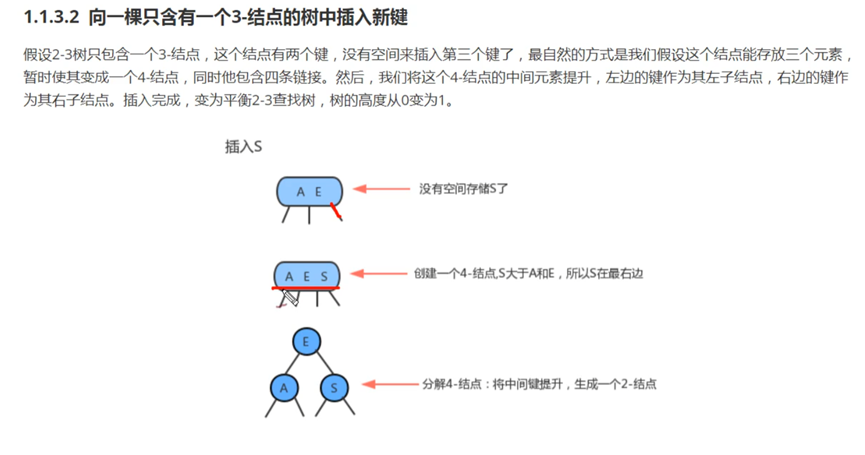 1.1.3.2 向一棵只含有一个3-结点的树中插入新键
假设2-3树只包含一个3-结点，这个结点有两个键，没有空间来插入第三个键了，最自然的方式是我们假设这个结点能存放三个元素，
暂时使其变成一个4-结点，同时他包含四条链接。然后，我们将这个4-结点的中间元素提升，左边的键作为其左子结点，右边的键作
为其右子结点。插入完成，变为平衡2-3查找树，树的高度从0变为1。
插入S
A E
没有空间存储S了
A E S
创建一个4-结点,S大于A和E，所以S在最右边
E
A S
分解4-结点：将中间键提升，生成一个2-结点